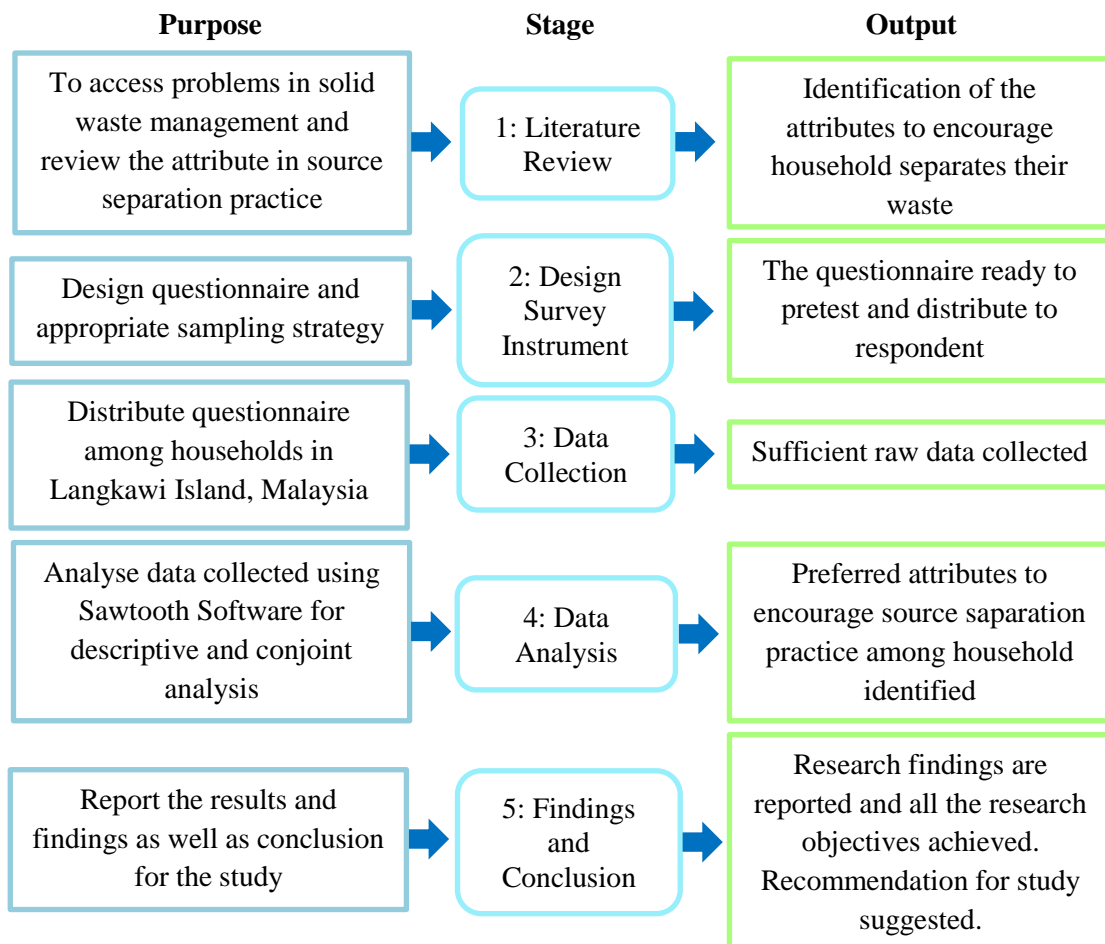 Purpose
Stage
Output
To access problems in solid
waste management and
review the attribute in source
separation practice
1: Literature
Review
Identification of the
attributes to encourage
household separates their
waste
Design questionnaire and
appropriate sampling strategy
2: Design
Survey
Instrument
The questionnaire ready to
pretest and distribute to
respondent
Distribute questionnaire
among households in
Langkawi Island, Malaysia
3: Data
Collection
Sufficient raw data collected
Analyse data collected using
Sawtooth Software for
descriptive and conjoint
analysis
4: Data
Analysis
Preferred attributes to
encourage source saparation
practice among household
identified
Report the results and
findings as well as conclusion
for the study
5: Findings
and
Conclusion
Research findings are
reported and all the research
objectives achieved.
Recommendation for study
suggested.